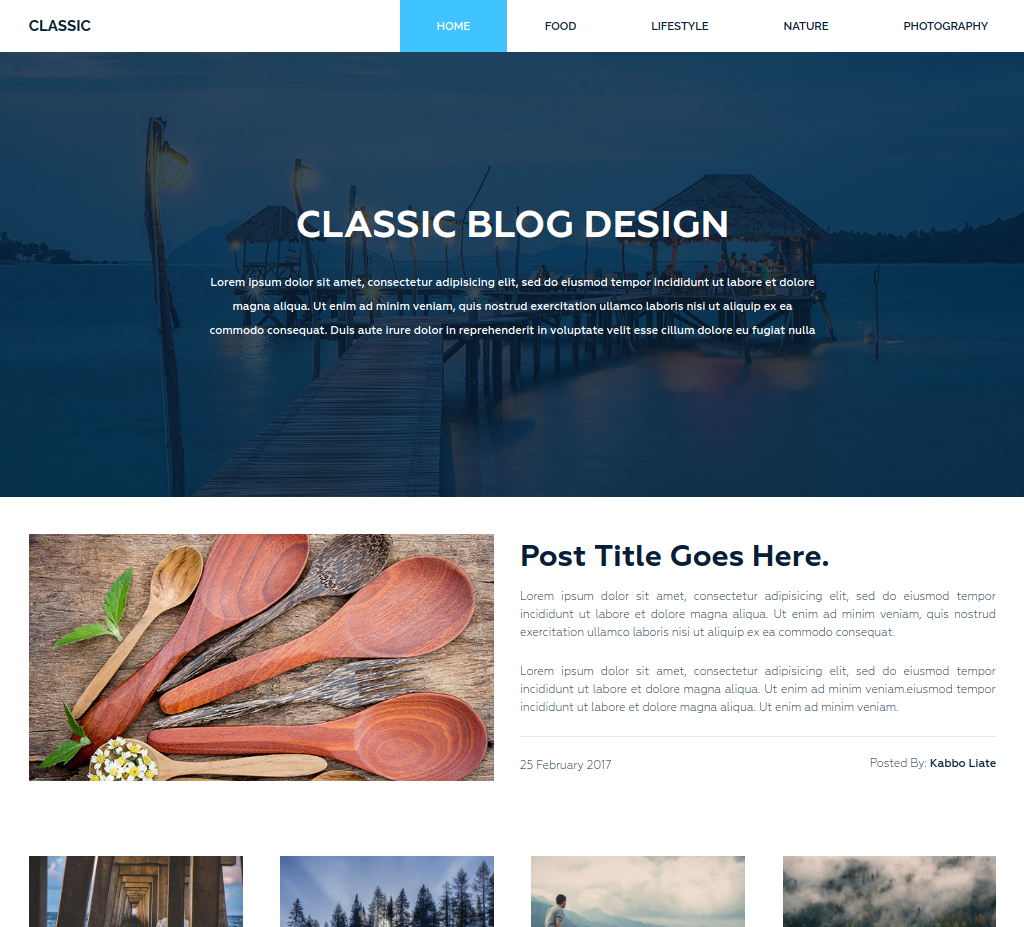 CLASSIC HOME FOOD LIFESTYLE NATURE PHOTOGRAPHY
CLASSIC BLOG DESIGN
Lorem ipsum dolor sit amet, consectetur adipisicing elit, sed do eiusmod tempor incididunt ut labore et dolore
magna aliqua. Ut enim ad minim veniam, quis nostrud exercitation ullamco laboris nisi ut aliquip ex ea
commodo consequat. Duis aute irure dolor in reprehenderit in voluptate velit esse cillum dolore eu fugiat nulla
Post Title Goes Here.
Lorem ipsum dolor sit amet, consectetur adipisicing elit, sed do eiusmod tempor
incididunt ut labore et dolore magna aliqua. Ut enim ad minim veniam, quis nostrud
exercitation ullamco laboris nisi ut aliquip ex ea commodo consequat.
Lorem ipsum dolor sit amet, consectetur adipisicing elit, sed do eiusmod tempor
incididunt ut labore et dolore magna aliqua. Ut enim ad minim veniam.eiusmod tempor
incididunt ut labore et dolore magna aliqua. Ut enim ad minim veniam.
25 February 2017 Posted By: Kabbo Liate